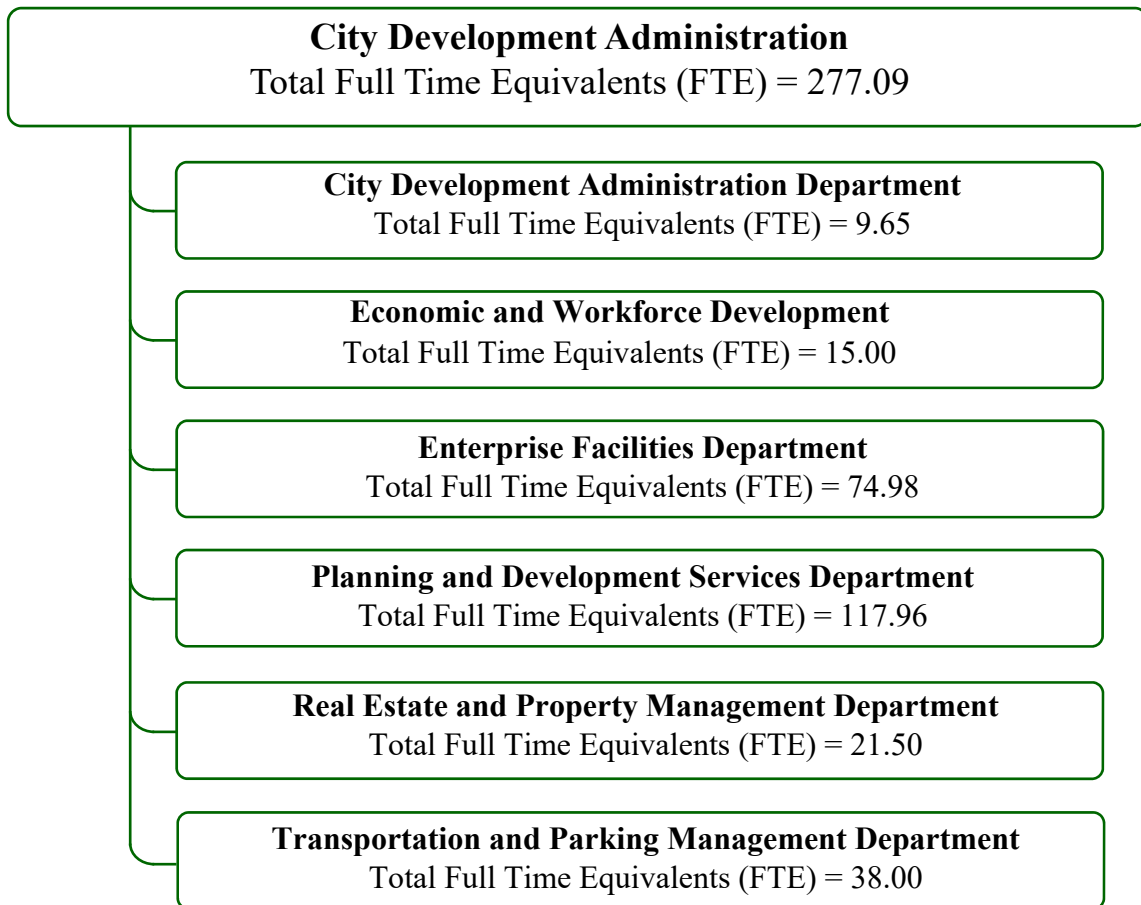 City Development Administration
Total Full Time Equivalents (FTE) = 277.09
City Development Administration Department
Total Full Time Equivalents (FTE) = 9.65
Economic and Workforce Development
Total Full Time Equivalents (FTE) = 15.00
Enterprise Facilities Department
Total Full Time Equivalents (FTE) = 74.98
Planning and Development Services Department
Total Full Time Equivalents (FTE) = 117.96
Real Estate and Property Management Department
Total Full Time Equivalents (FTE) = 21.50
Transportation and Parking Management Department
Total Full Time Equivalents (FTE) = 38.00